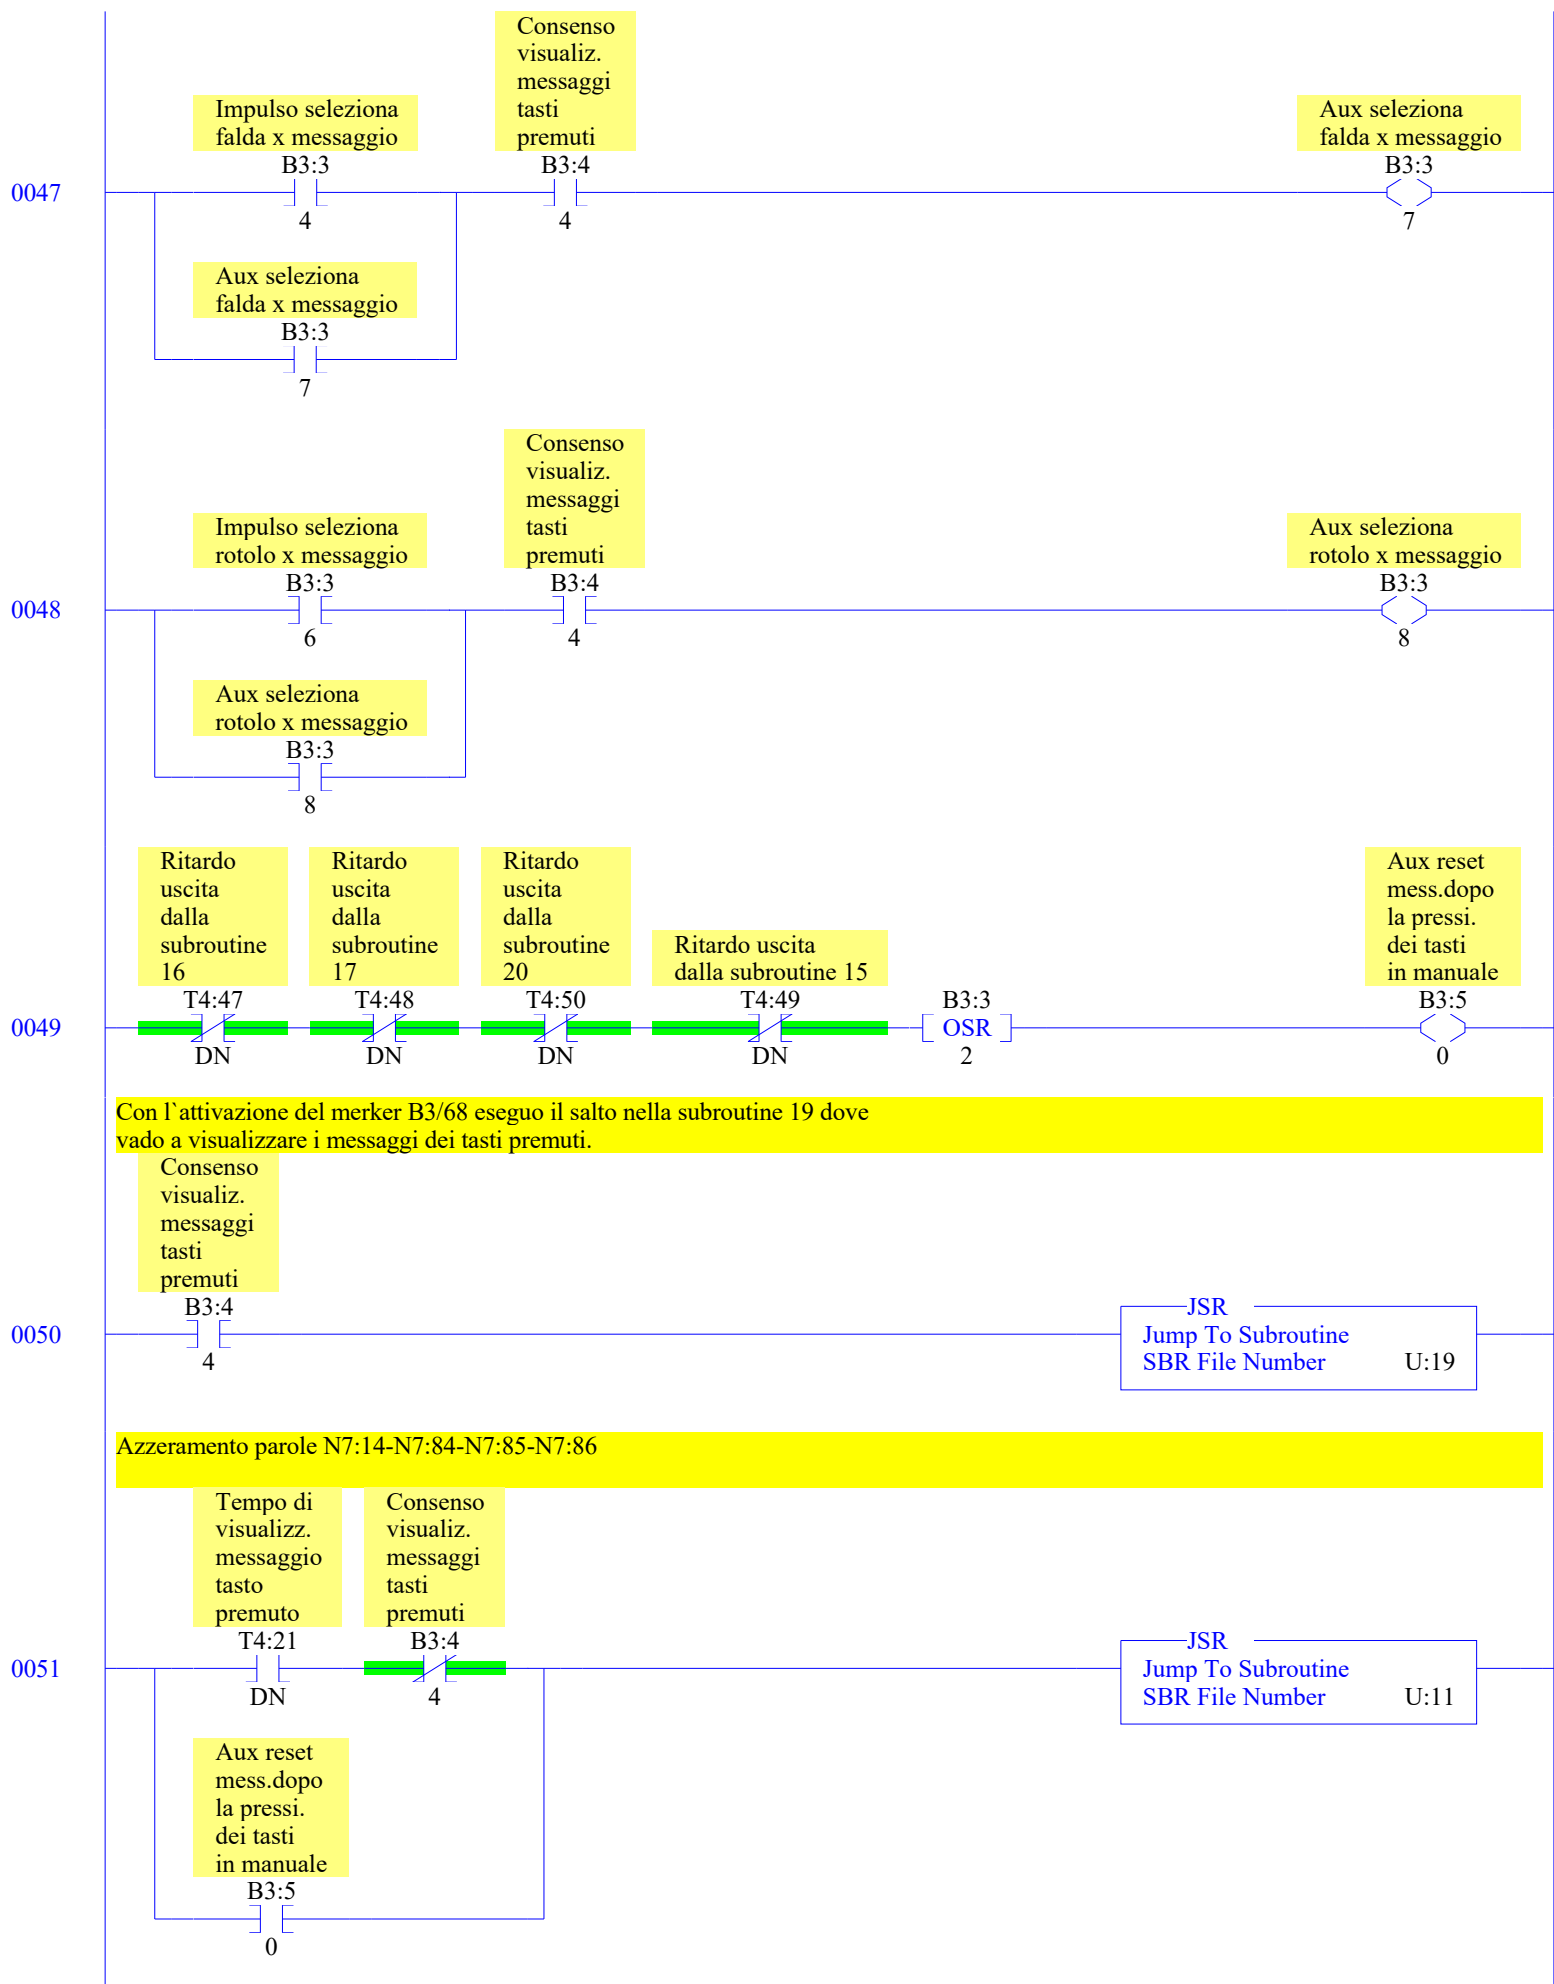 Consenso
visualiz.
messaggi
tasti
premuti
Impulso seleziona
falda x messaggio
Aux seleziona
falda x messaggio
B3:3
B3:4
B3:3
0047
4
4
7
Aux seleziona
falda x messaggio
B3:3
7
Consenso
visualiz.
messaggi
tasti
premuti
Impulso seleziona
rotolo x messaggio
Aux seleziona
rotolo x messaggio
B3:3
B3:4
B3:3
0048
6
4
8
Aux seleziona
rotolo x messaggio
B3:3
8
Ritardo
uscita
dalla
subroutine
16
Ritardo
uscita
dalla
subroutine
17
Ritardo
uscita
dalla
subroutine
20
Ritardo uscita
dalla subroutine 15
Aux reset
mess.dopo
la pressi.
dei tasti
in manuale
T4:47
T4:48
T4:50
T4:49
B3:3
B3:5
0049
OSR
DN
DN
DN
DN
2
0
Con l`attivazione del merker B3/68 eseguo il salto nella subroutine 19 dove
vado a visualizzare i messaggi dei tasti premuti.
Consenso
visualiz.
messaggi
tasti
premuti
B3:4
0050
4
JSR
Jump To Subroutine
SBR File Number U:19
Azzeramento parole N7:14-N7:84-N7:85-N7:86
Tempo di
visualizz.
messaggio
tasto
premuto
Consenso
visualiz.
messaggi
tasti
premuti
T4:21
B3:4
0051
DN
4
JSR
Jump To Subroutine
SBR File Number U:11
Aux reset
mess.dopo
la pressi.
dei tasti
in manuale
B3:5
0